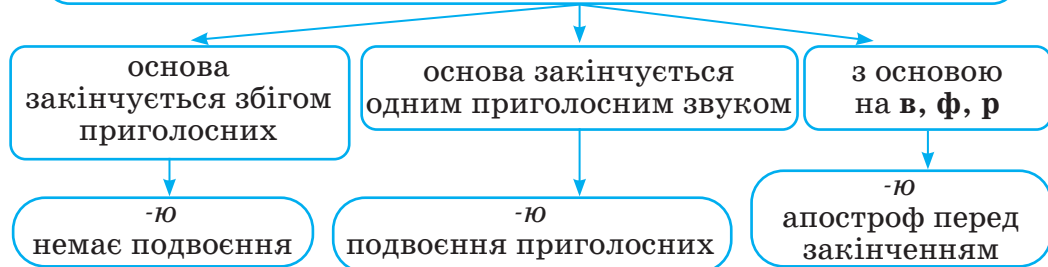 основа
закінчується збігом
приголосних
основа закінчується
одним приголосним звуком
з основою
на в, ф, р
-ю
немає подвоєння
-ю
подвоєння приголосних
-ю
апостроф перед
закінченням